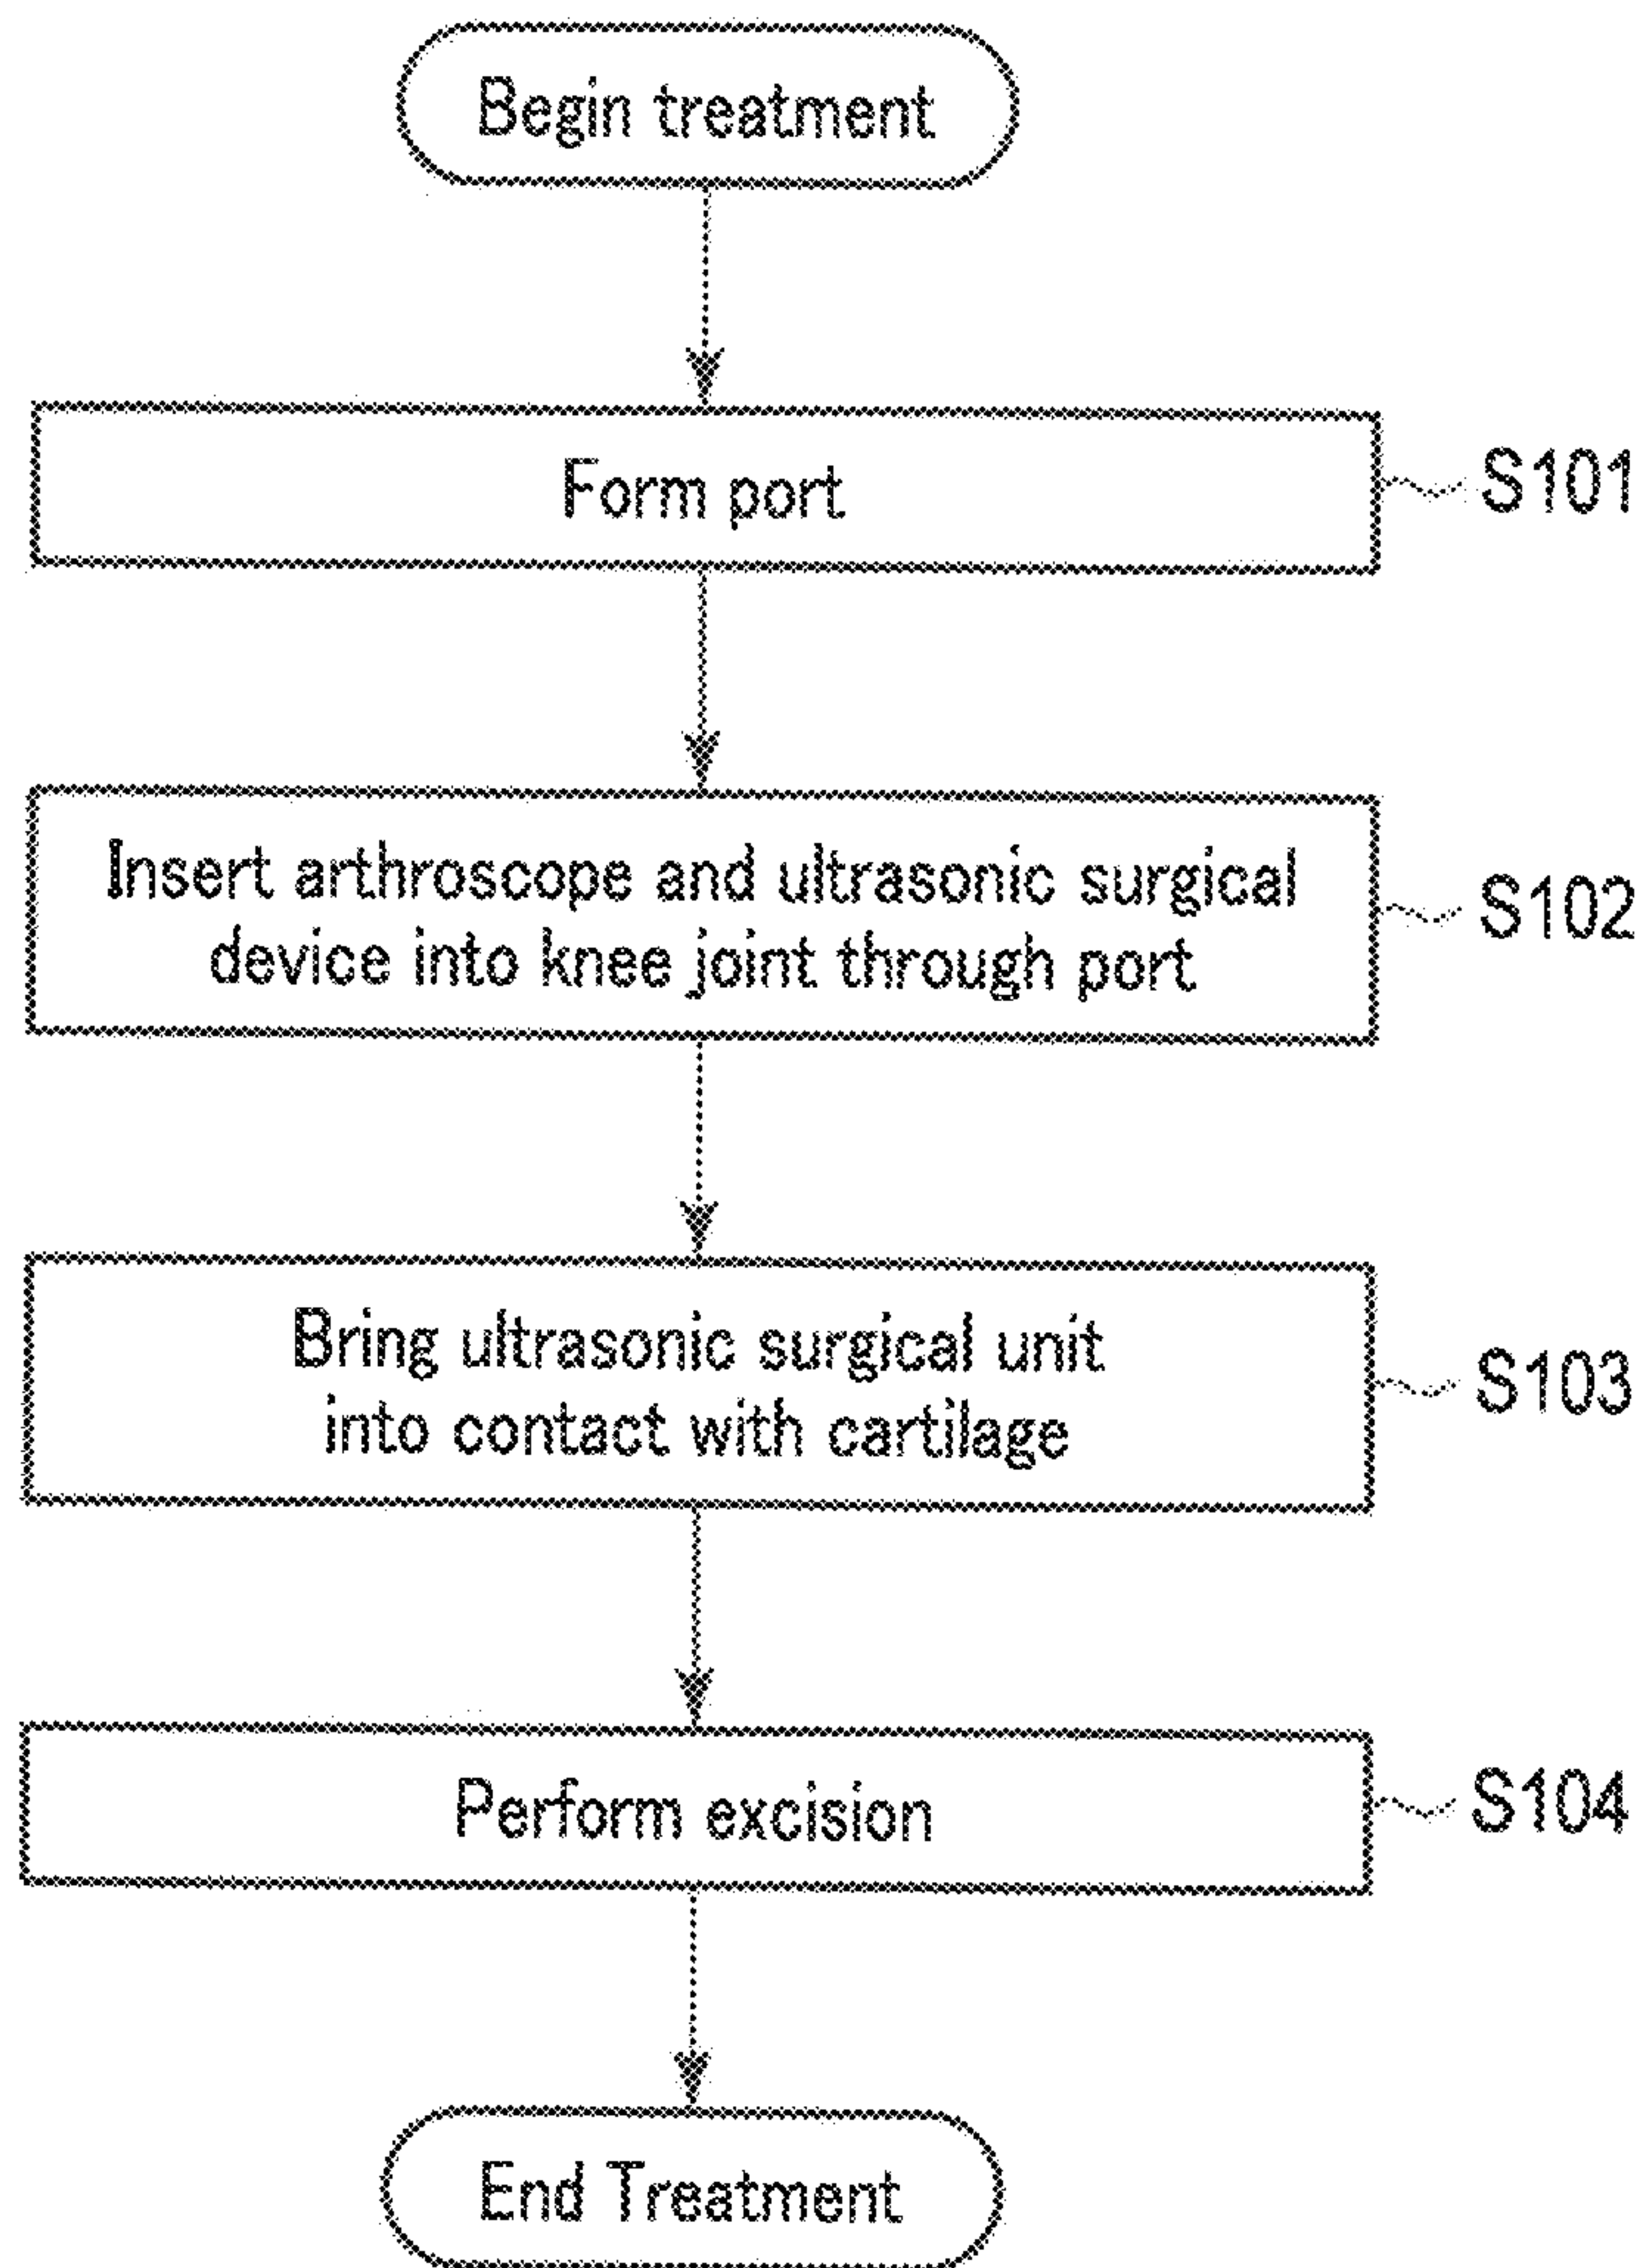 Begin treatment
Form port
S101
Insert arthroscope and ultrasonic surgical
device into knee joint through port
S102
Bring ultrasonic surgical unit
into contact with cartilage
S103
Perform excision
S104
End Treatment